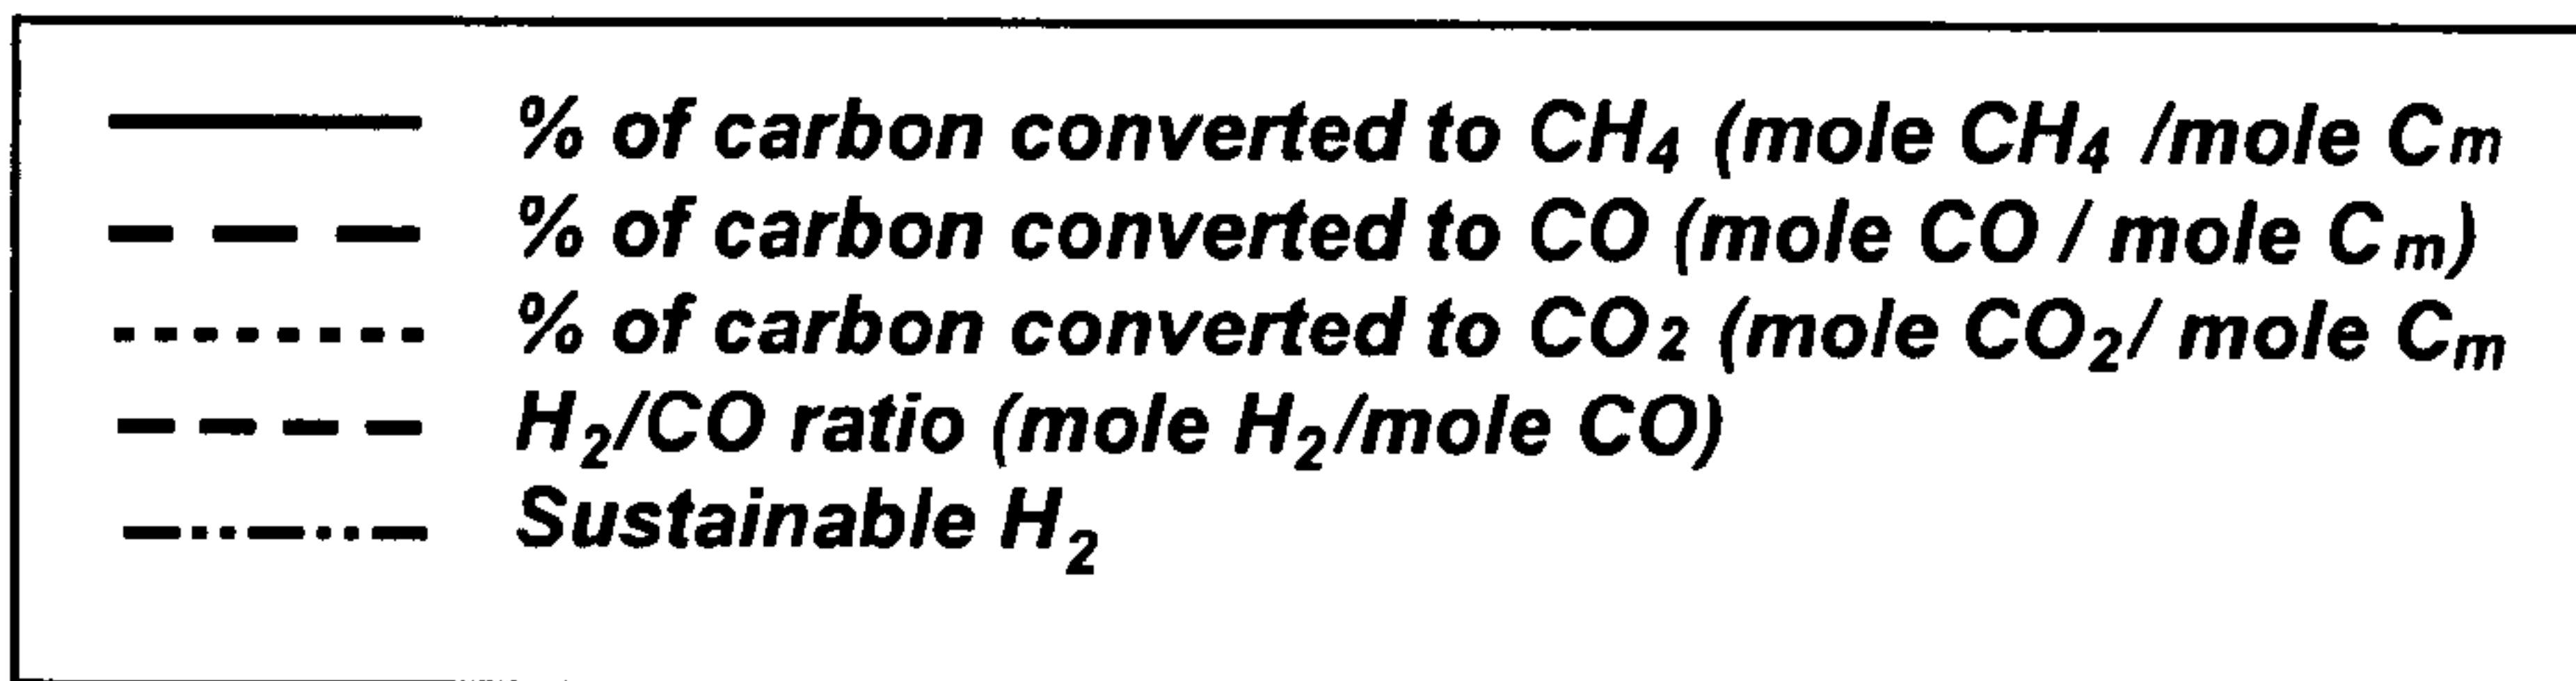 % of carbon converted to CH₄ (mole CH₄ /mole Cm
% of carbon converted to CO (mole CO / mole Cm)
% of carbon converted to CO₂ (mole CO₂/ mole Cm
H₂/CO ratio (mole H₂/mole CO)
Sustainable H₂